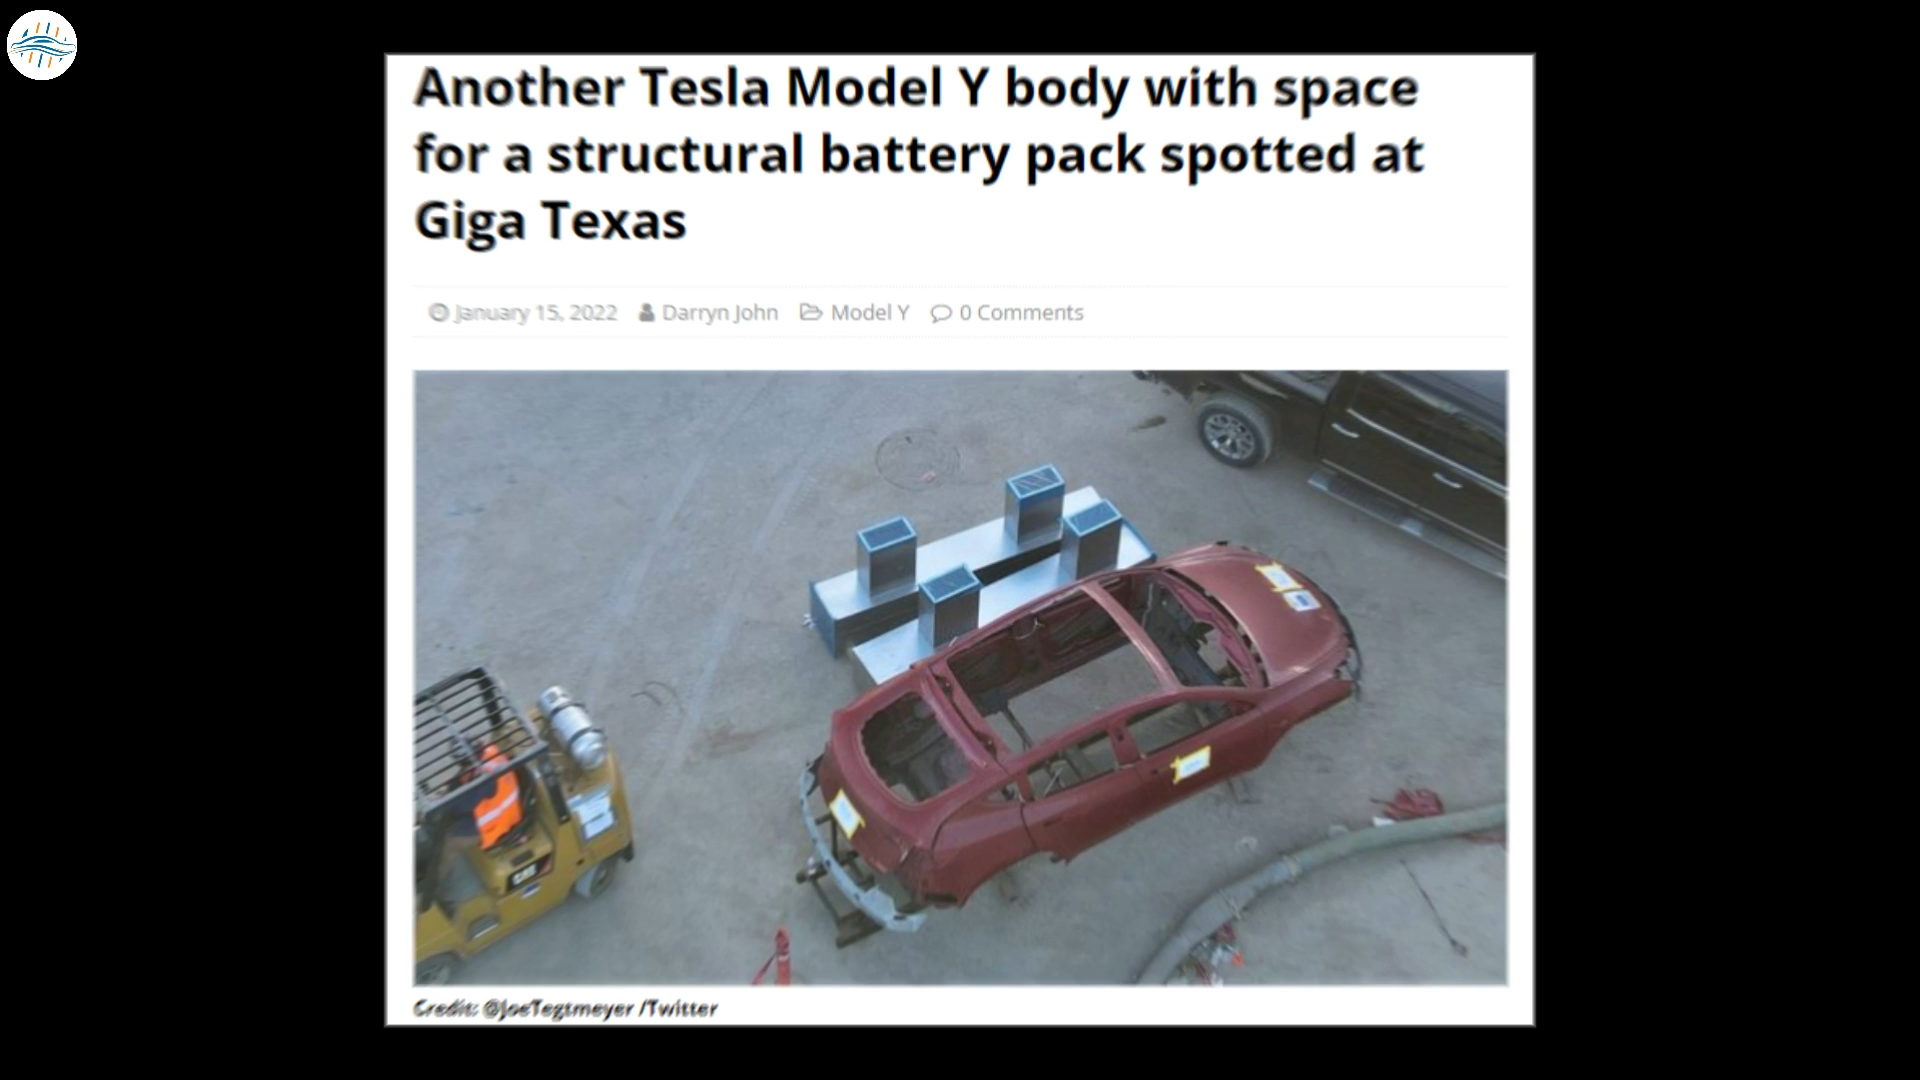 Another Tesla Model Y body with space
for a structural battery pack spotted at
Giga Texas
January 15, 2022 Darryn John Model Y 0 Comments
Credit: @JoeTegtmeyer /Twitter